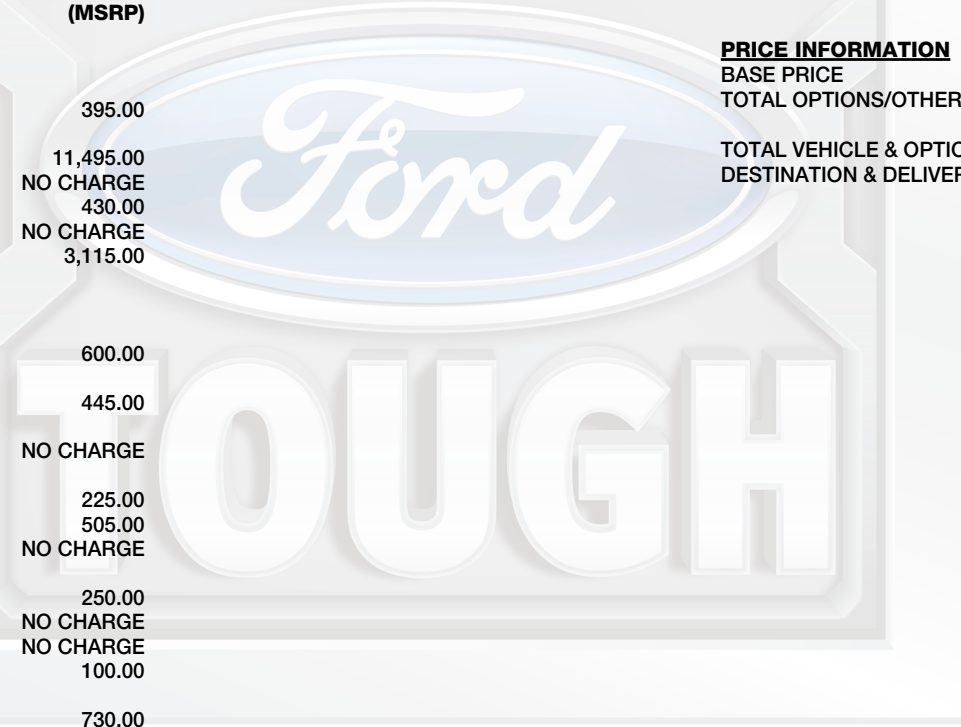 (MSRP)
395.00
11,495.00
NO CHARGE
430.00
NO CHARGE
3,115.00
600.00
445.00
NO CHARGE
225.00
505.00
NO CHARGE
250.00
NO CHARGE
NO CHARGE
100.00
730.00
PRICE INFORMATION
BASE PRICE
TOTAL OPTIONS/OTHER
TOTAL VEHICLE & OPTIO
DESTINATION & DELIVER
Ford
TOUGH